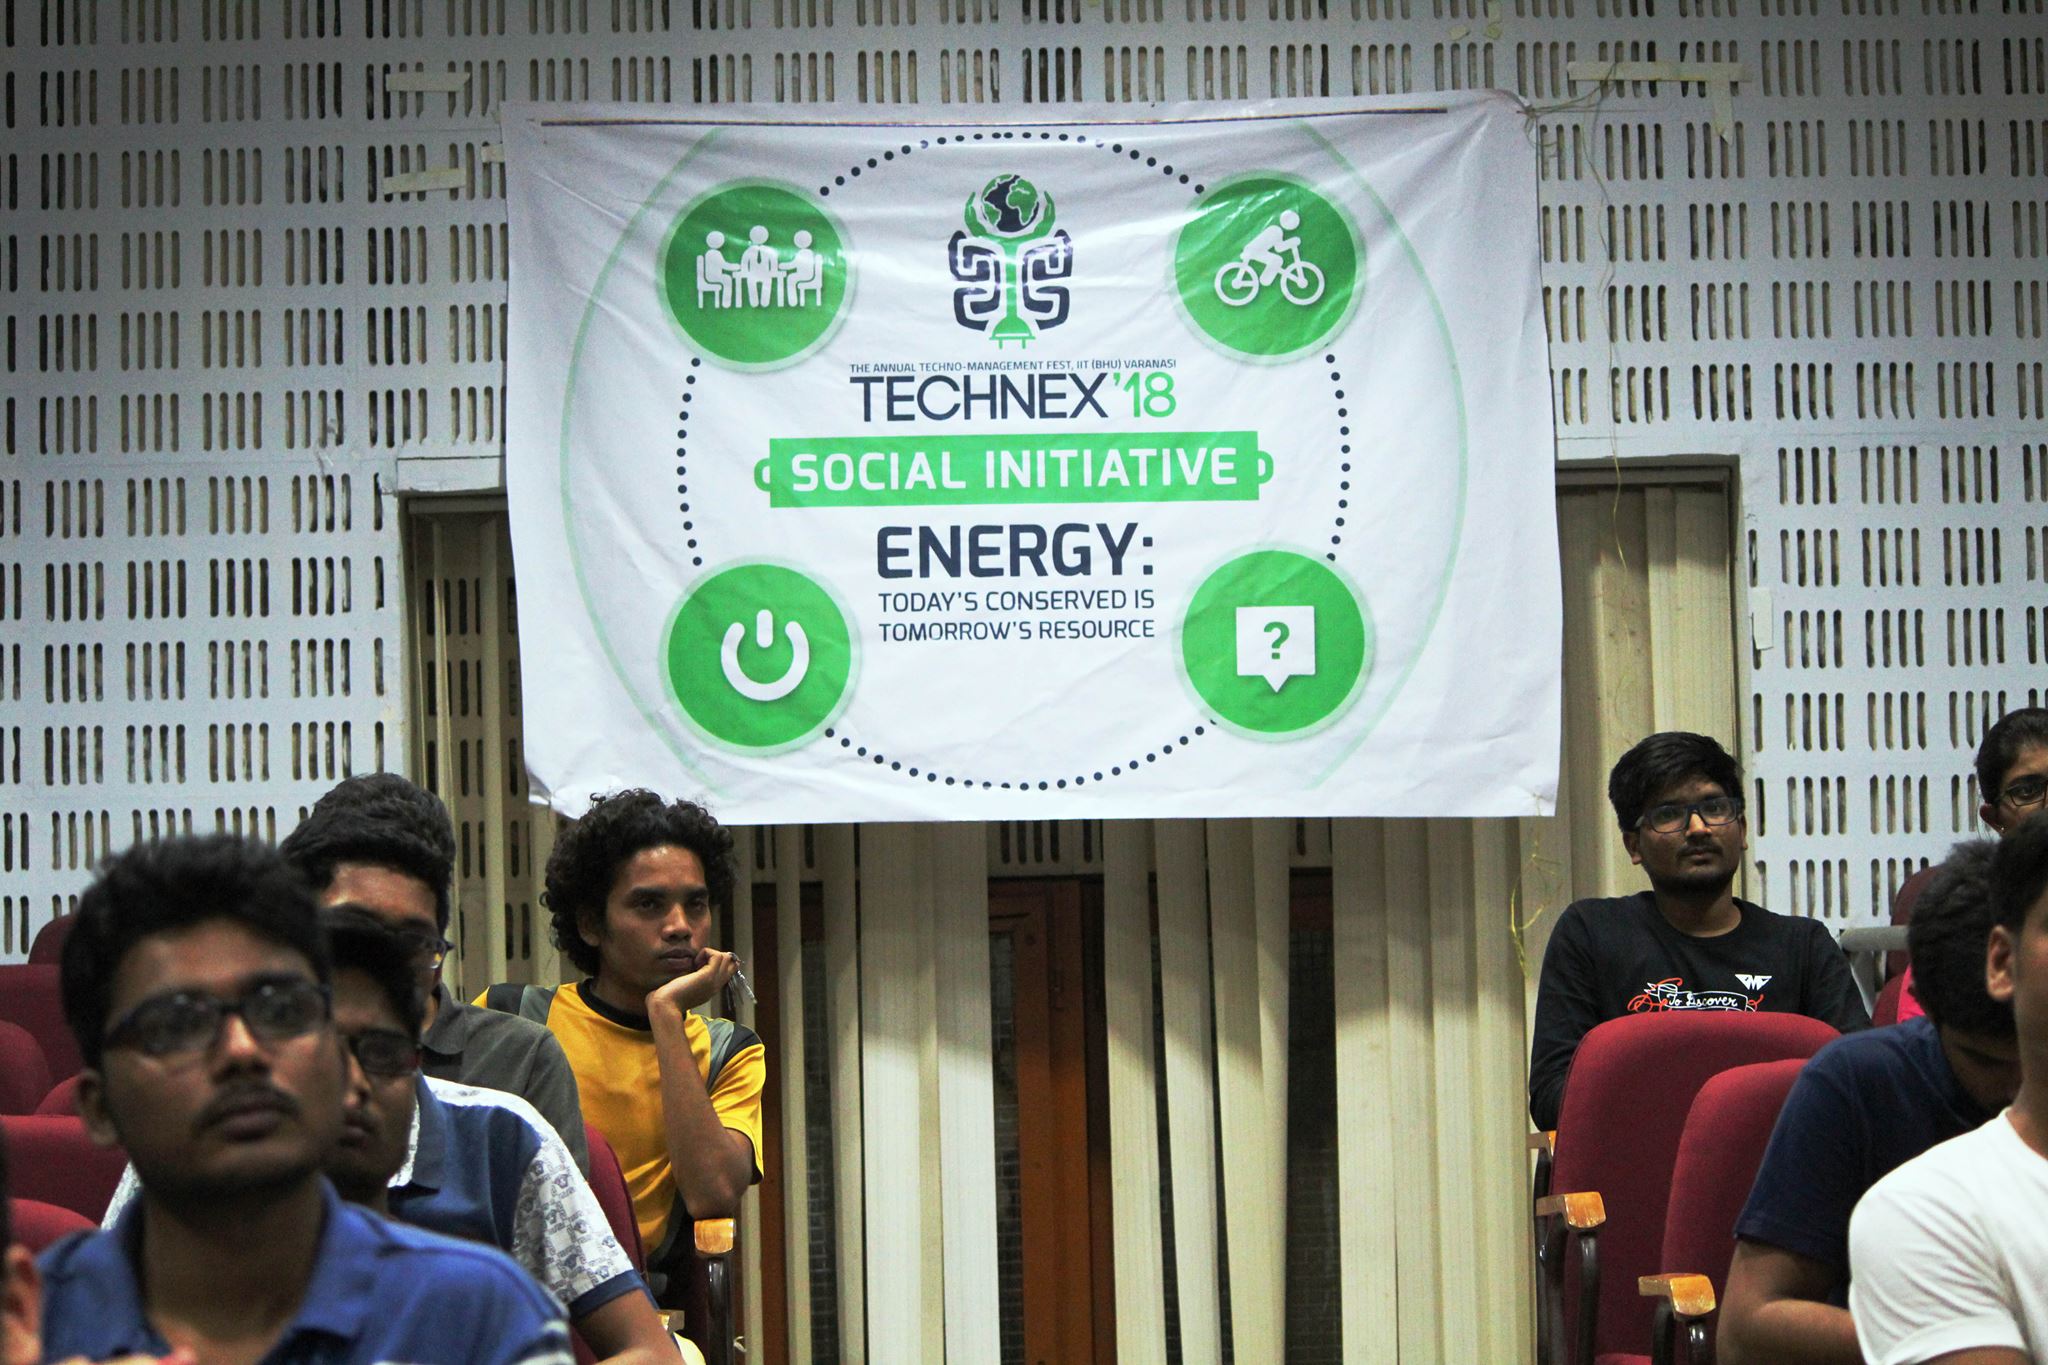 THE ANNUAL TECHNO-MANAGEMENT FEST, IIT (BHU) VARANASI
TECHNEX'18
SOCIAL INITIATIVE
ENERGY:
TODAY'S CONSERVED IS
TOMORROW'S RESOURCE
?
To Discover